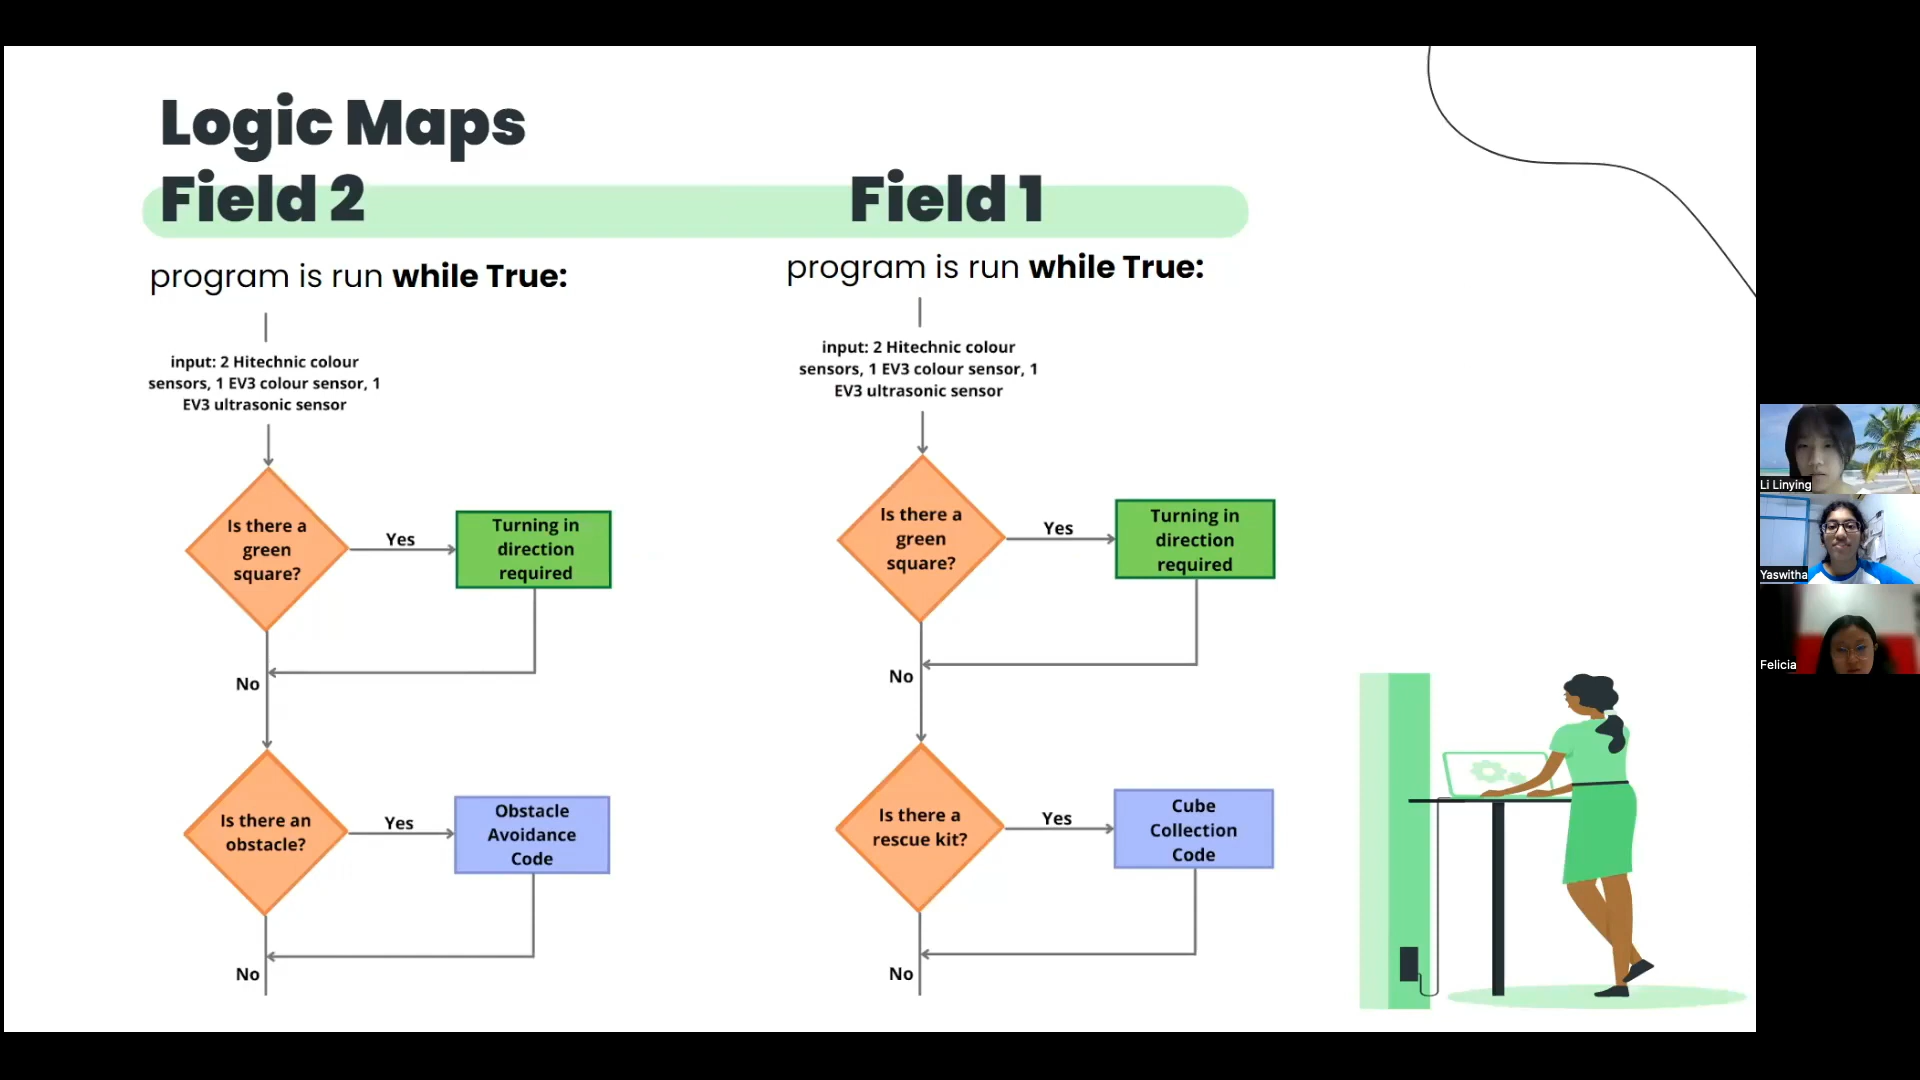 Logic Maps
Field 2
program is run while True:
input: 2 Hitechnic colour
sensors, 1 EV3 colour sensor, 1
EV3 ultrasonic sensor
Is there a
green
square?
Yes
Turning in
direction
required
No
Is there an
obstacle?
Yes
Obstacle
Avoidance
Code
No
Field 1
program is run while True:
input: 2 Hitechnic colour
sensors, 1 EV3 colour sensor, 1
EV3 ultrasonic sensor
Is there a
green
square?
Yes
Turning in
direction
required
No
Is there a
rescue kit?
Yes
Cube
Collection
Code
No
Li Linying
Yaswitha
Felicia